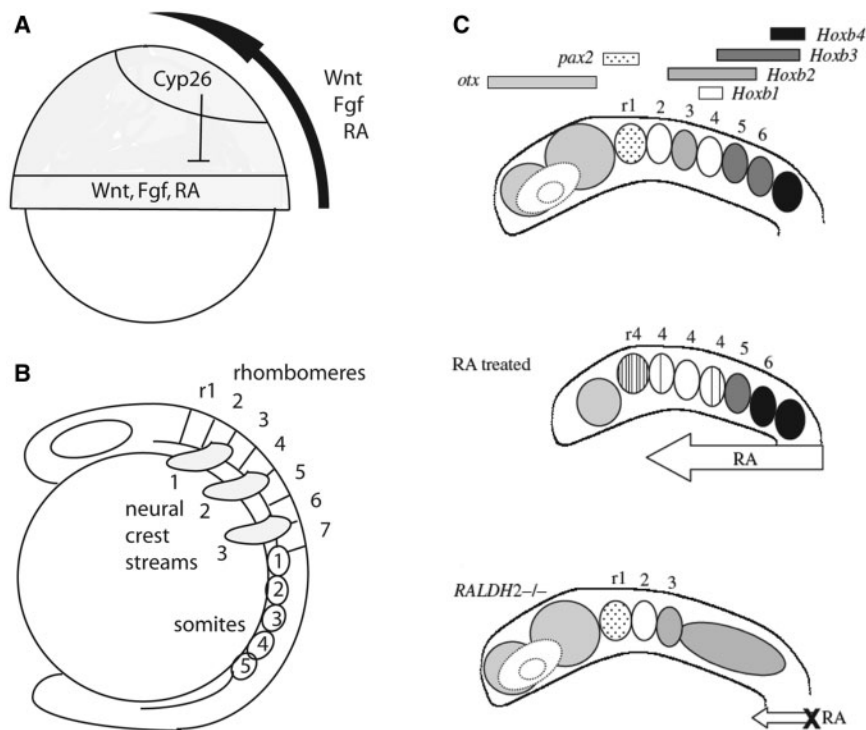 A
Cyp26
Wnt
Fgf
RA
Wnt, Fgf, RA
B
rhombomeres
r1
2
3
4
5
6
7
1
2
3
neural
crest
streams
somites
1
2
3
4
5
C
Hoxb4
pax2
Hoxb3
otx
Hoxb2
Hoxb1
r1 2 3 4 5 6
RA treated
r4 4 4 4 5 6
RA
RALDH2–/–
r1 2 3
X RA